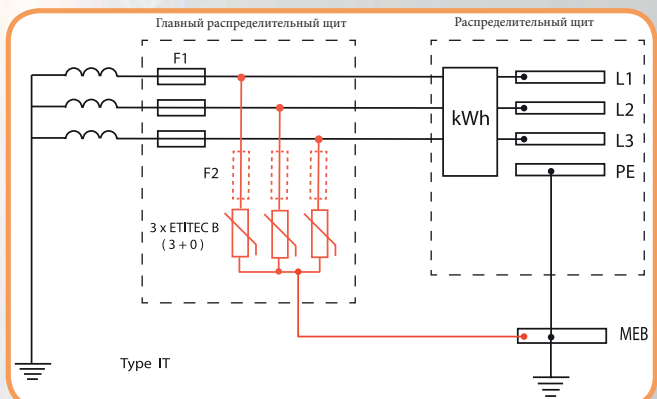 Главный распределительный щит
Распределительный щит
F1
L1
kWh
L2
L3
F2
PE
3 x ETITEC B
( 3 + 0 )
MEB
Type IT